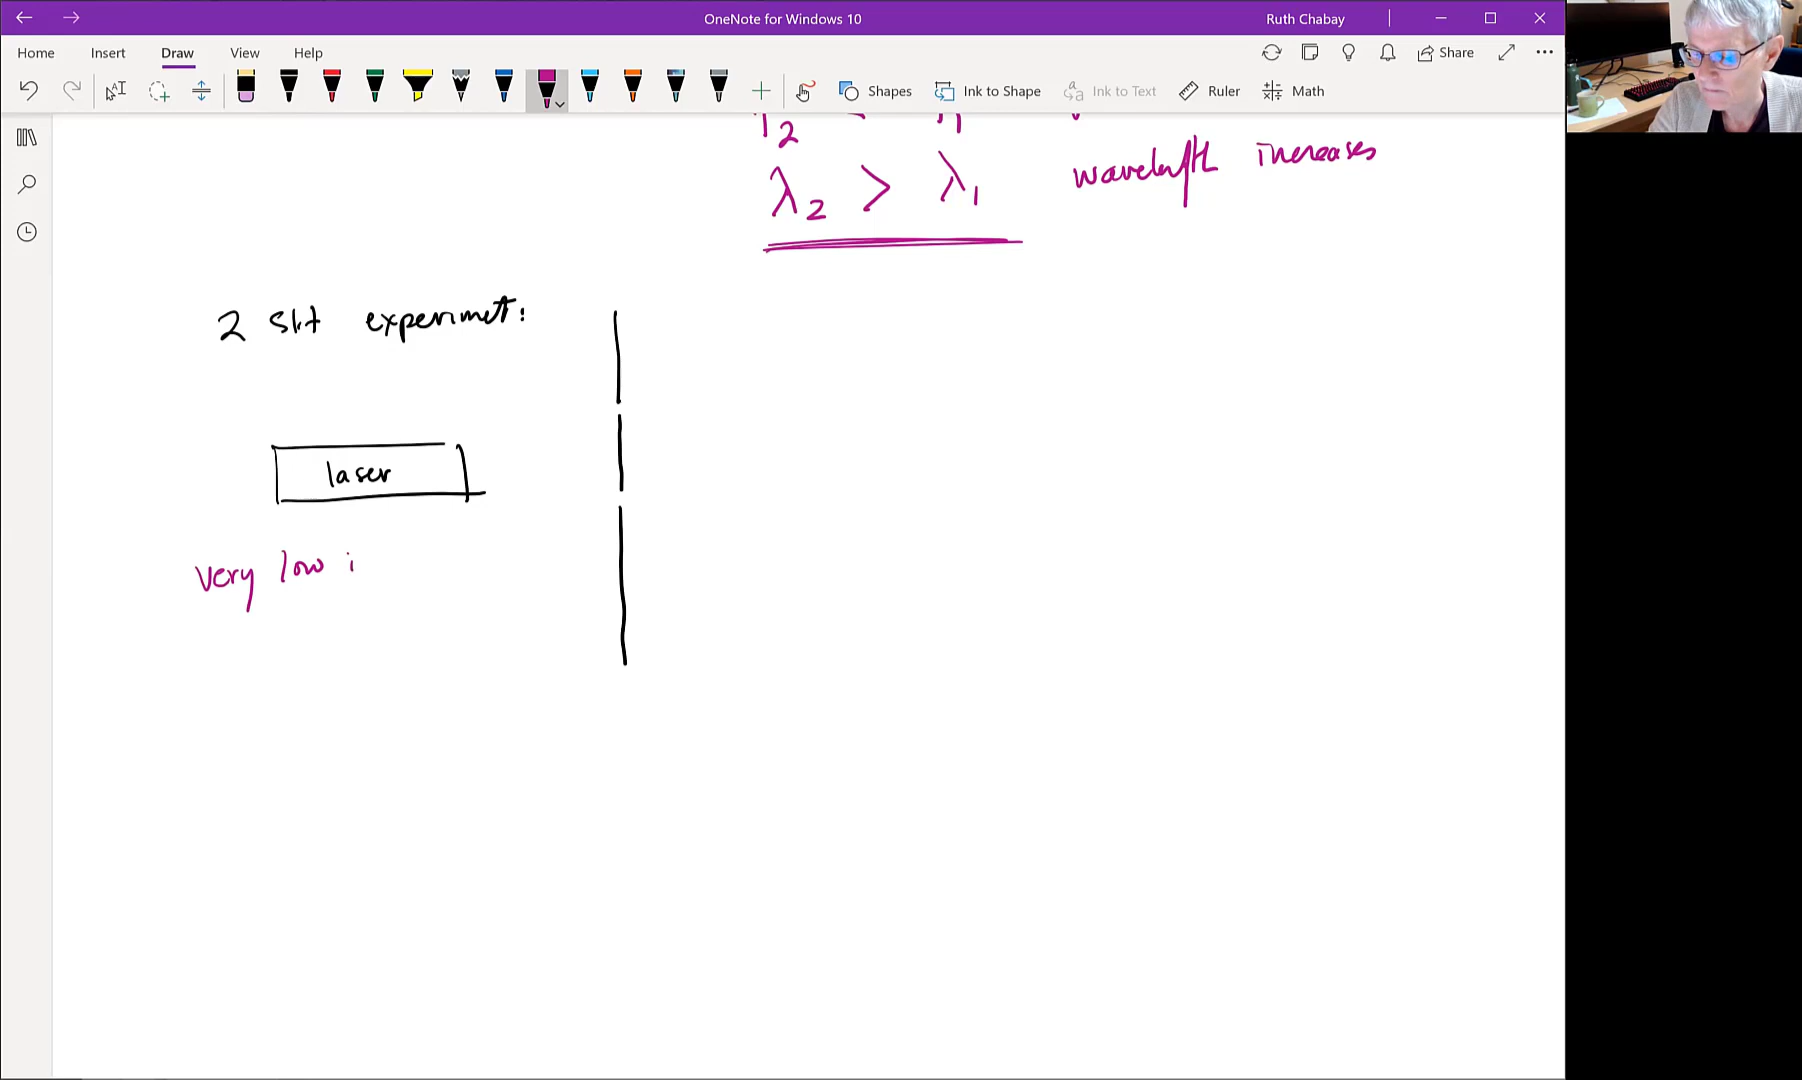 OneNote for Windows 10
Ruth Chabay
Home Insert Draw View Help
Share
Shapes Ink to Shape Ink to Text Ruler Math
λ2 > λ1 wavelength increases
2 slit experimet:
laser
very low i